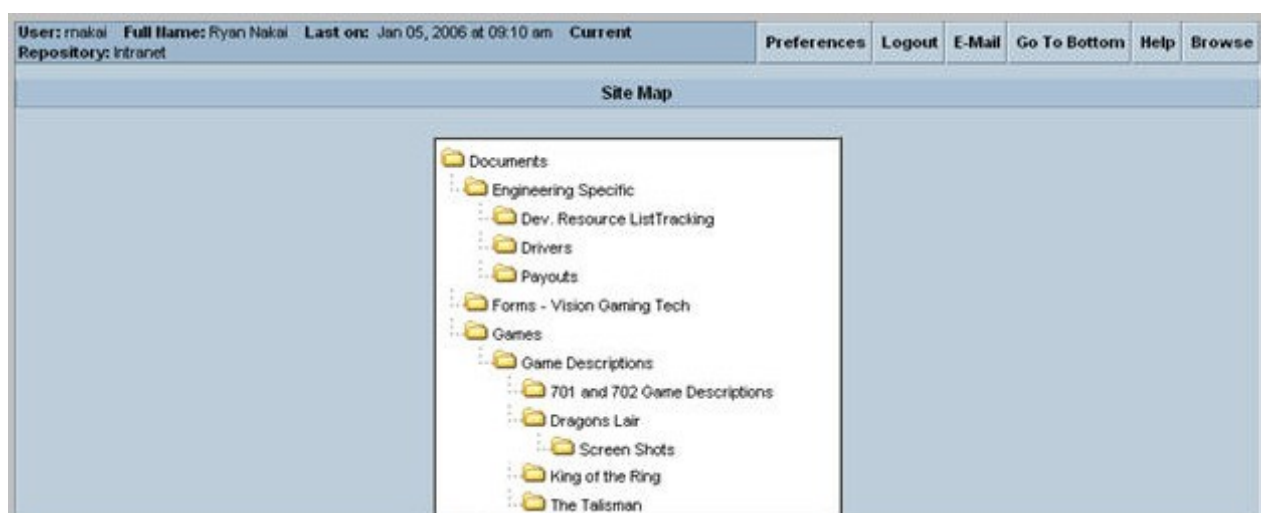 User: rnakai Full Name: Ryan Nakai Last on: Jan 05, 2006 at 09:10 am Current
Repository: Intranet
Preferences Logout E-Mail Go To Bottom Help Browse
Site Map
Documents
Engineering Specific
Dev. Resource ListTracking
Drivers
Payouts
Forms - Vision Gaming Tech
Games
Game Descriptions
701 and 702 Game Descriptions
Dragons Lair
Screen Shots
King of the Ring
The Talisman